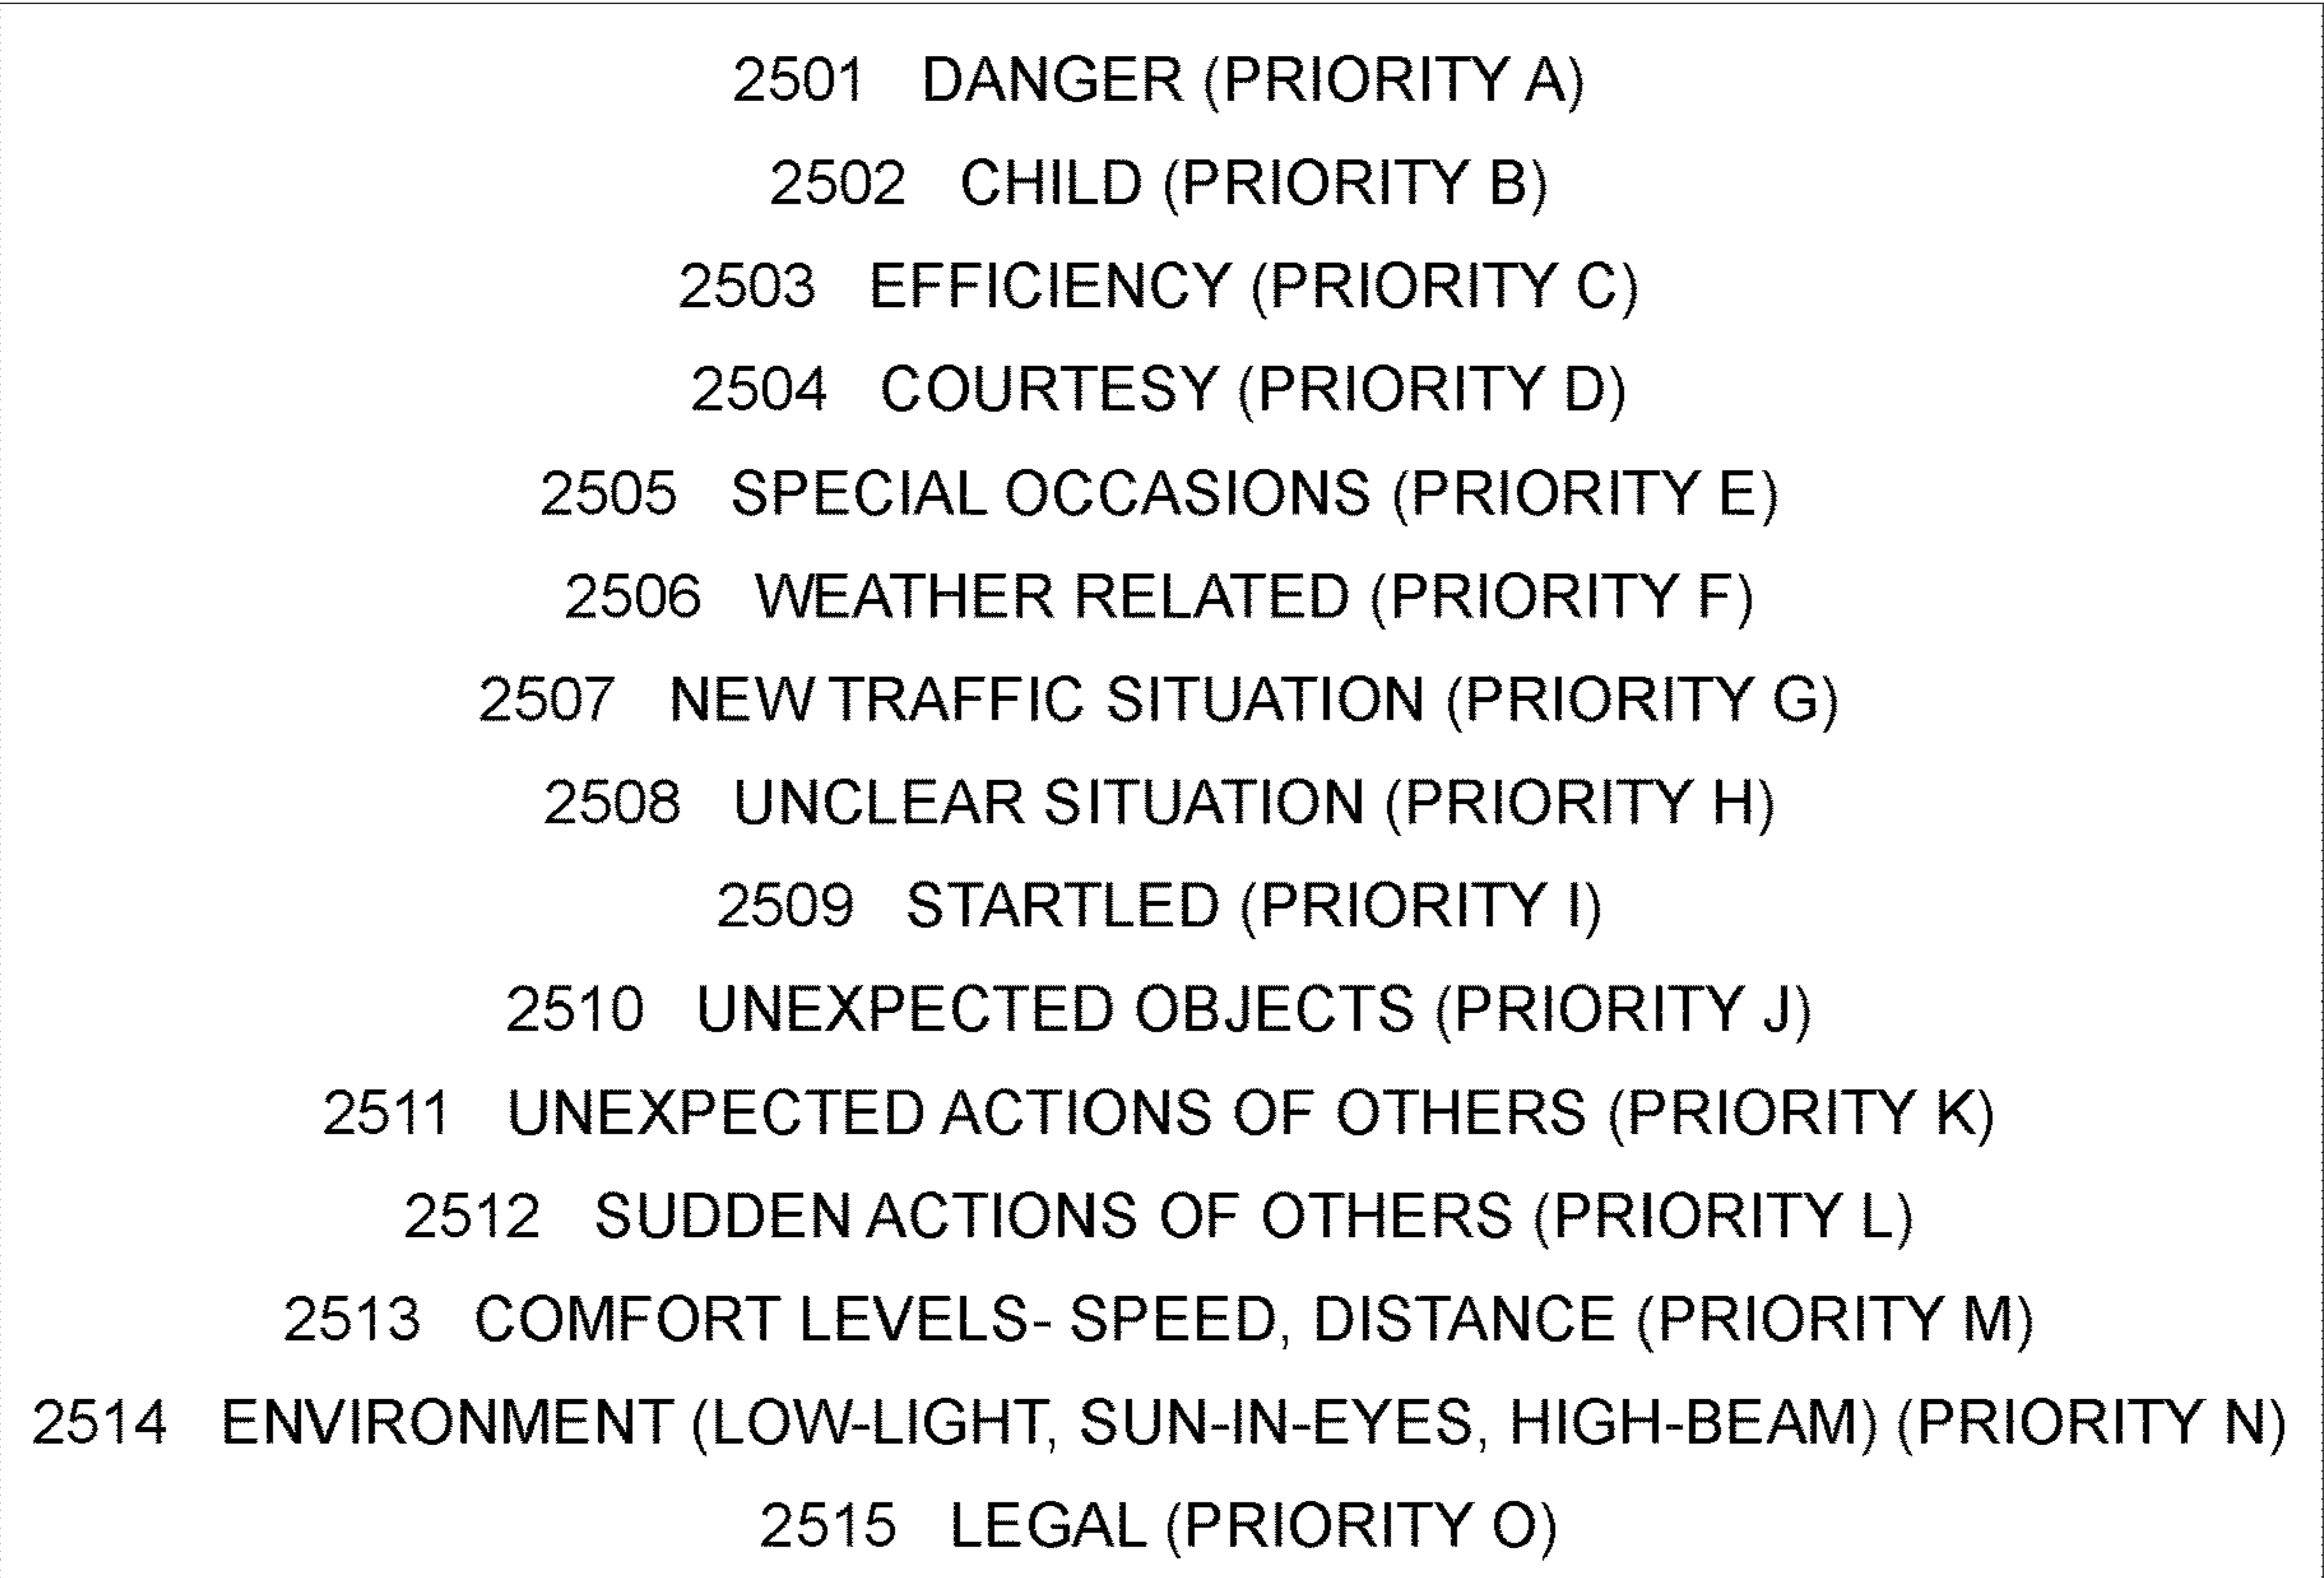 2501 DANGER (PRIORITY A)
2502 CHILD (PRIORITY B)
2503 EFFICIENCY (PRIORITY C)
2504 COURTESY (PRIORITY D)
2505 SPECIAL OCCASIONS (PRIORITY E)
2506 WEATHER RELATED (PRIORITY F)
2507 NEW TRAFFIC SITUATION (PRIORITY G)
2508 UNCLEAR SITUATION (PRIORITY H)
2509 STARTLED (PRIORITY I)
2510 UNEXPECTED OBJECTS (PRIORITY J)
2511 UNEXPECTED ACTIONS OF OTHERS (PRIORITY K)
2512 SUDDEN ACTIONS OF OTHERS (PRIORITY L)
2513 COMFORT LEVELS- SPEED, DISTANCE (PRIORITY M)
2514 ENVIRONMENT (LOW-LIGHT, SUN-IN-EYES, HIGH-BEAM) (PRIORITY N)
2515 LEGAL (PRIORITY O)